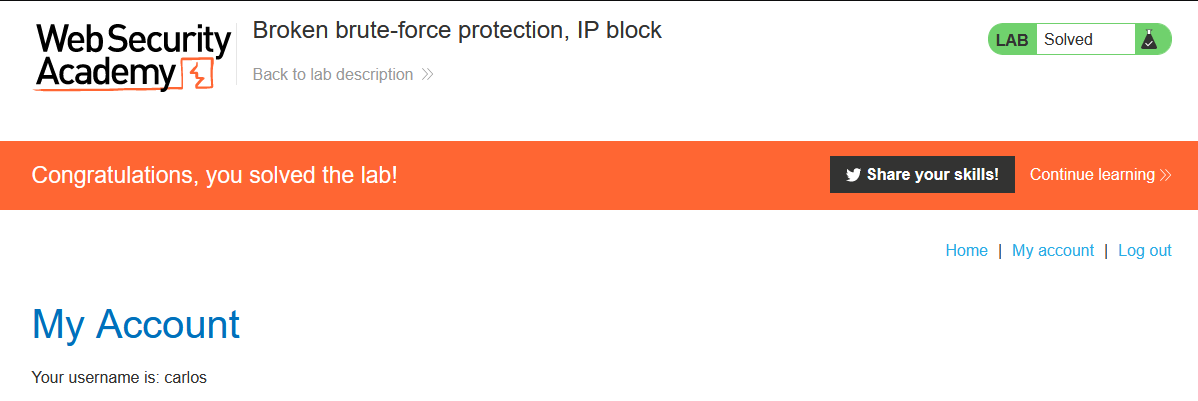 Web Security
Academy
Broken brute-force protection, IP block
Back to lab description
LAB Solved
Congratulations, you solved the lab!
Share your skills!
Continue learning
Home | My account | Log out
My Account
Your username is: carlos